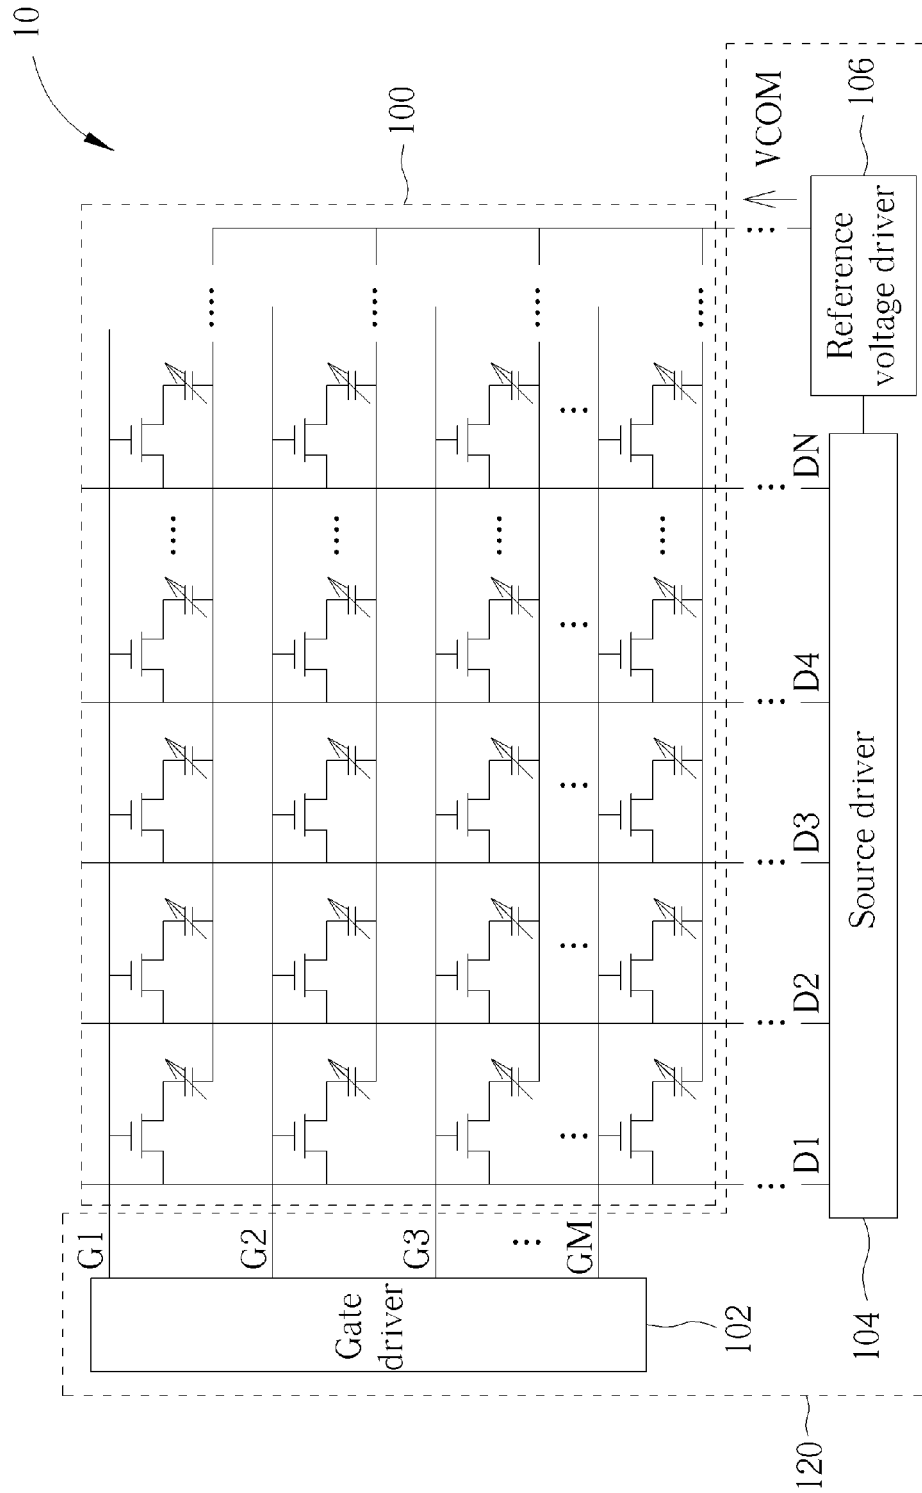 10
100
G1
G2
G3
GM
Gate
driver
102
D1
D2
D3
D4
DN
VCOM
106
Reference
voltage driver
Source driver
104
120